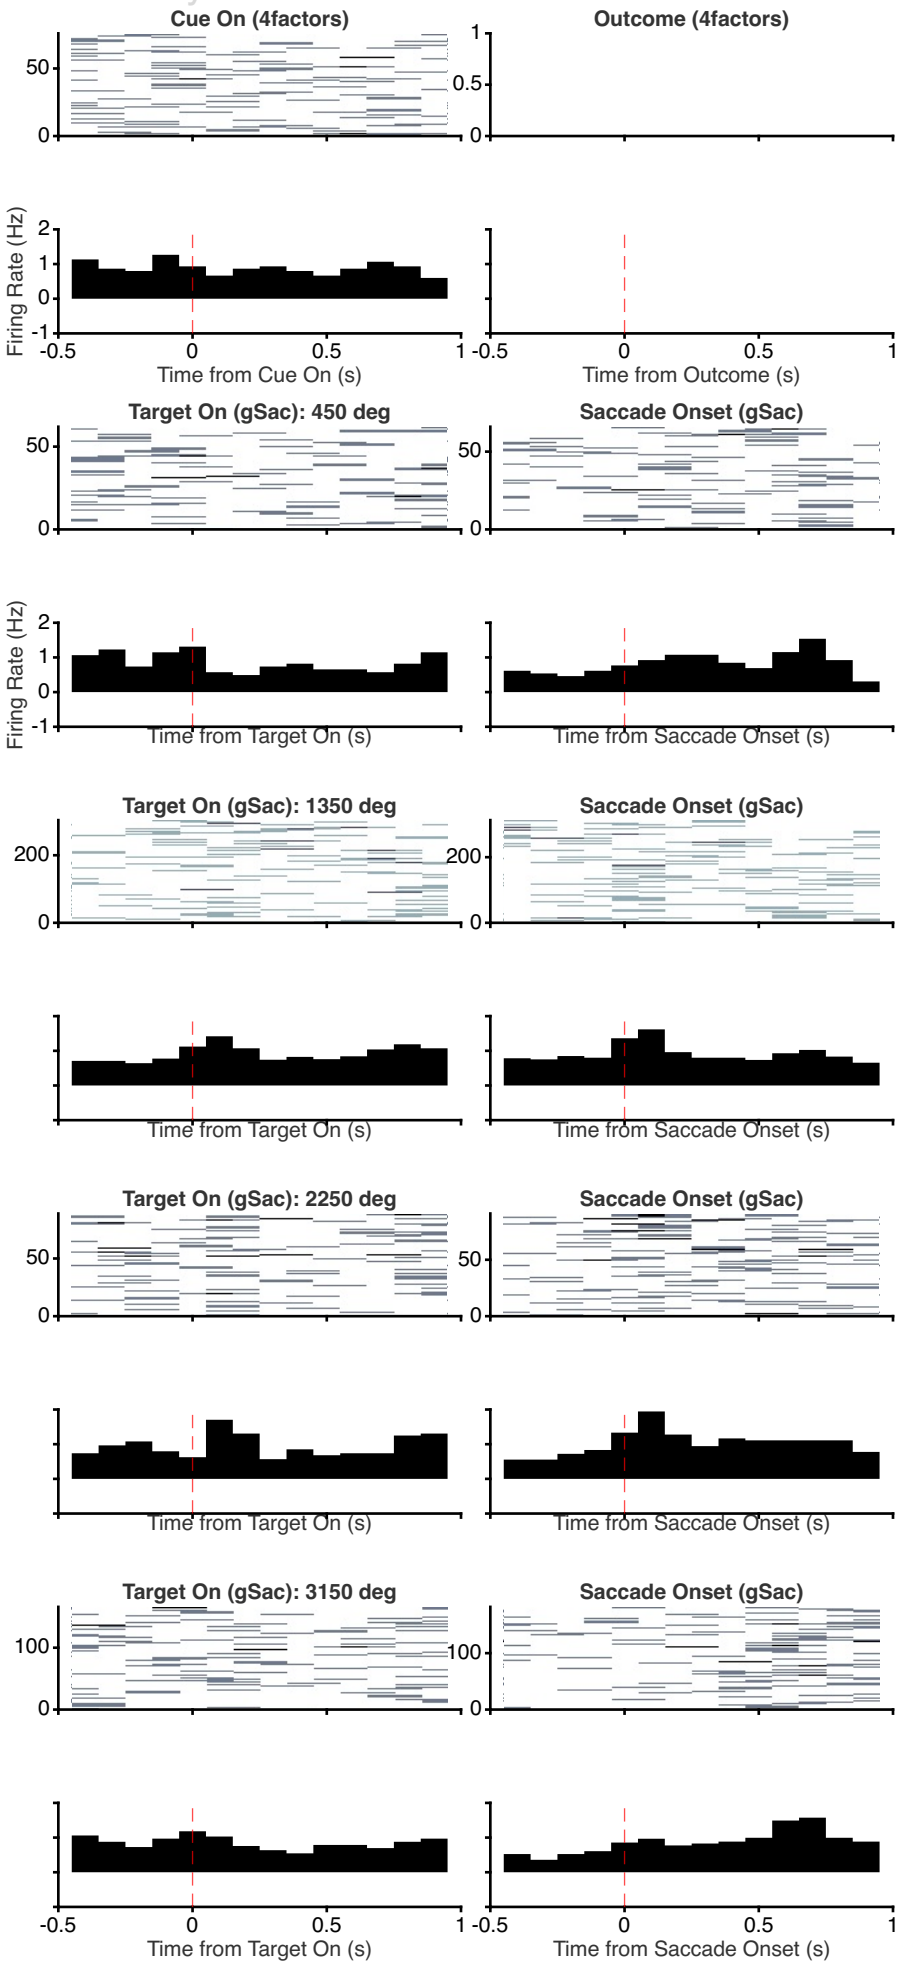 Cue On (4factors)
Outcome (4factors)
50
0
1
0.5
0
Firing Rate (Hz)
2
1
0
-1
-0.5 0 0.5 1
-0.5 0 0.5 1
Time from Cue On (s)
Time from Outcome (s)
Target On (gSac): 450 deg
Saccade Onset (gSac)
50
0
50
0
Firing Rate (Hz)
2
1
0
-1
Time from Target On (s)
Time from Saccade Onset (s)
Target On (gSac): 1350 deg
Saccade Onset (gSac)
200
0
200
0
Time from Target On (s)
Time from Saccade Onset (s)
Target On (gSac): 2250 deg
Saccade Onset (gSac)
50
0
50
0
Time from Target On (s)
Time from Saccade Onset (s)
Target On (gSac): 3150 deg
Saccade Onset (gSac)
100
0
100
0
-0.5 0 0.5 1
-0.5 0 0.5 1
Time from Target On (s)
Time from Saccade Onset (s)